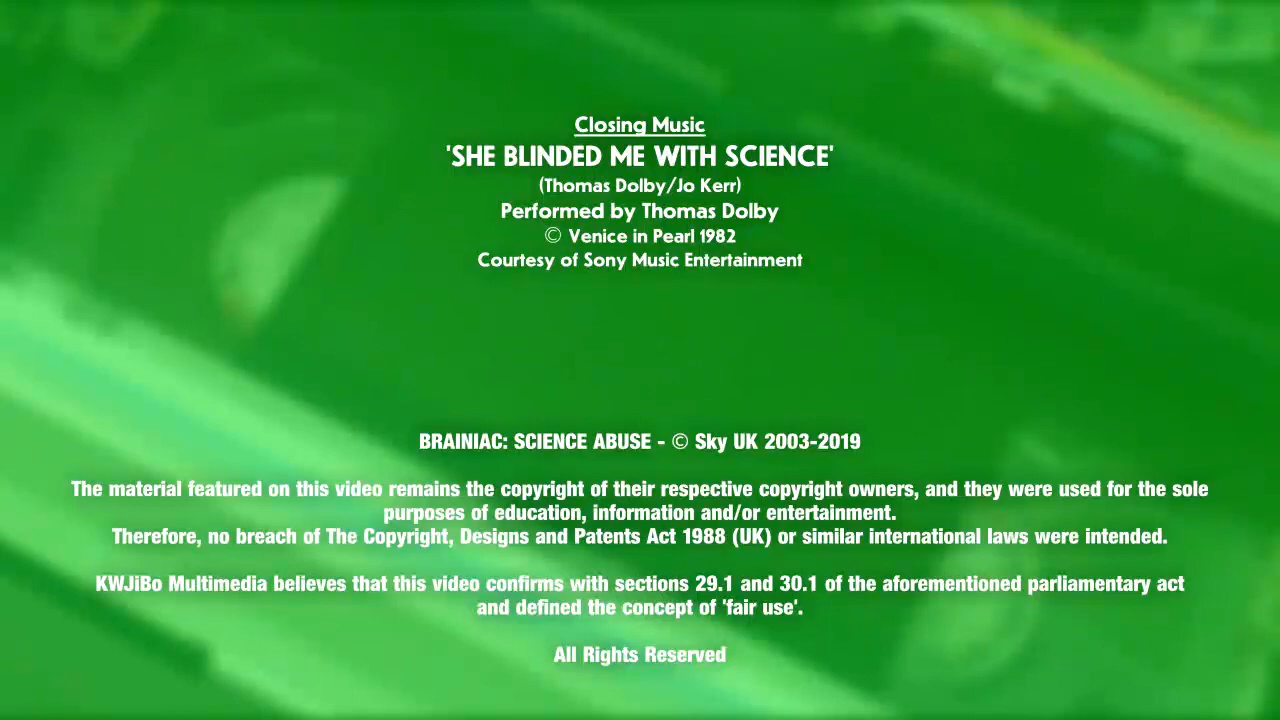 Closing Music
'SHE BLINDED ME WITH SCIENCE'
(Thomas Dolby/Jo Kerr)
Performed by Thomas Dolby
© Venice in Pearl 1982
Courtesy of Sony Music Entertainment
BRAINIAC: SCIENCE ABUSE - © Sky UK 2003-2019
The material featured on this video remains the copyright of their respective copyright owners, and they were used for the sole
purposes of education, information and/or entertainment.
Therefore, no breach of The Copyright, Designs and Patents Act 1988 (UK) or similar international laws were intended.
KWJiBo Multimedia believes that this video confirms with sections 29.1 and 30.1 of the aforementioned parliamentary act
and defined the concept of 'fair use'.
All Rights Reserved